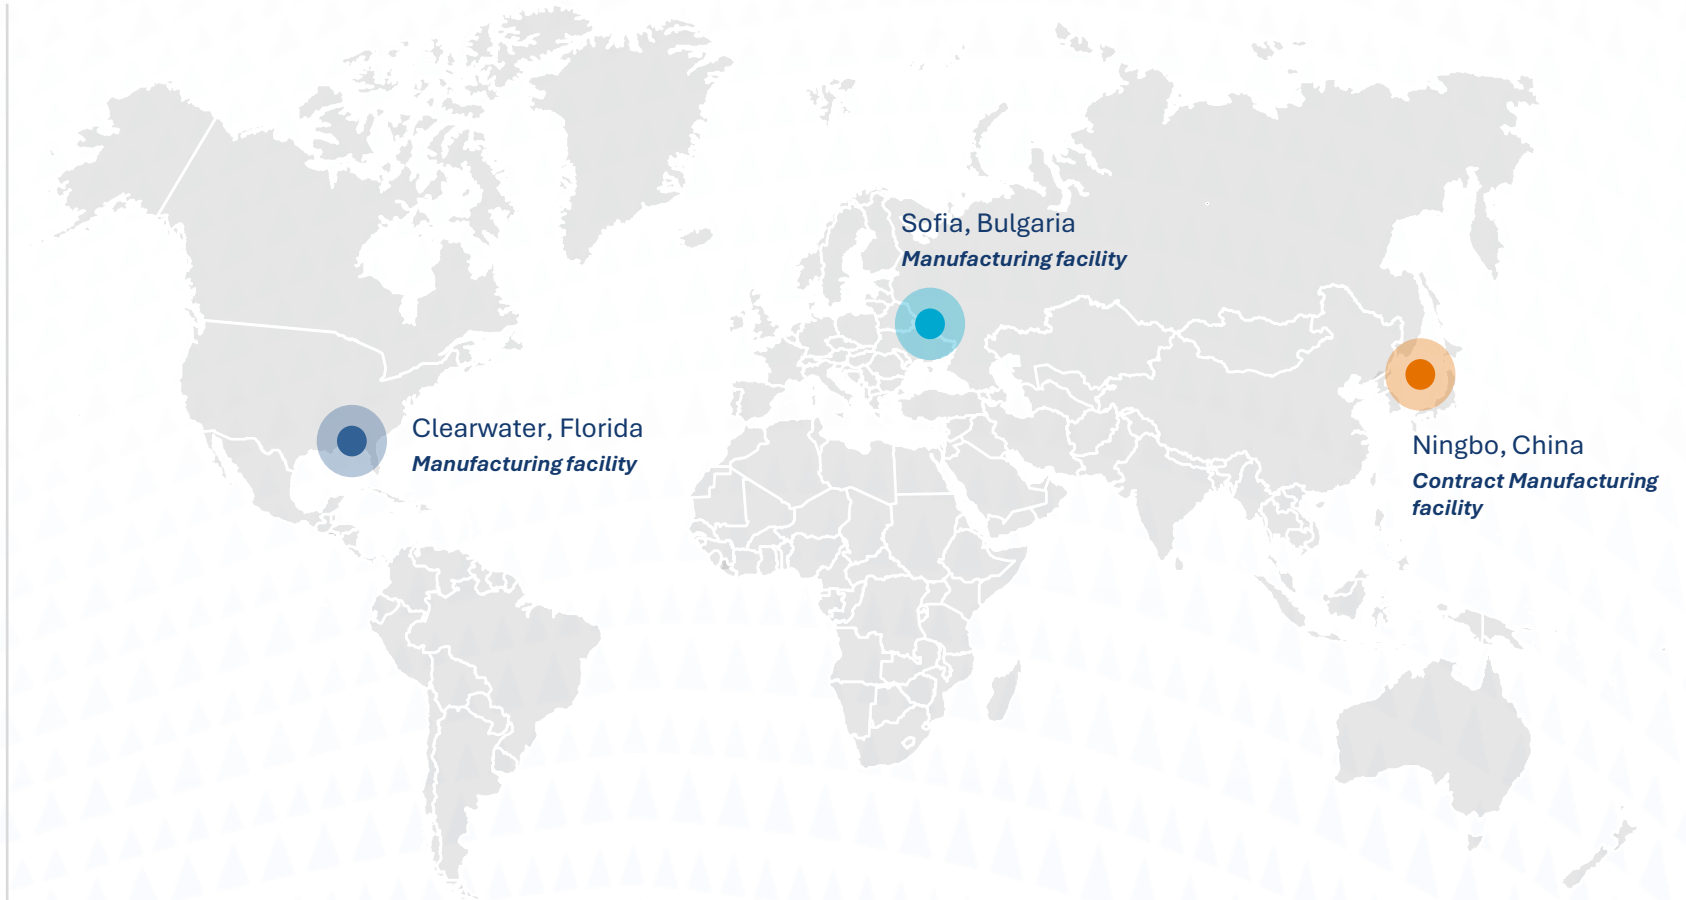 Sofia, Bulgaria
Manufacturing facility
Clearwater, Florida
Manufacturing facility
Ningbo, China
Contract Manufacturing
facility